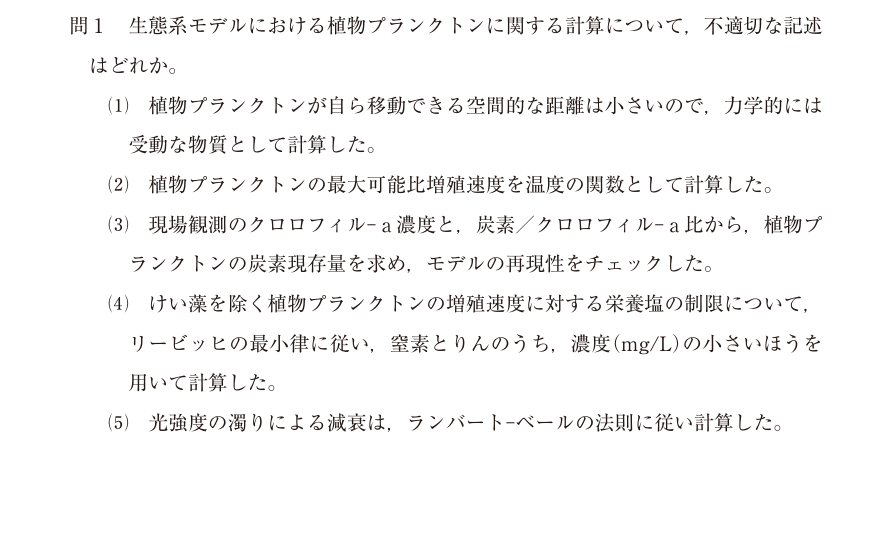 問１　生態系モデルにおける植物プランクトンに関する計算について，不適切な記述
はどれか。
⑴　植物プランクトンが自ら移動できる空間的な距離は小さいので，力学的には
受動な物質として計算した。
⑵　植物プランクトンの最大可能比増殖速度を温度の関数として計算した。
⑶　現場観測のクロロフィル−ａ濃度と，炭素／クロロフィル−ａ比から，植物プ
ランクトンの炭素現存量を求め，モデルの再現性をチェックした。
⑷　けい藻を除く植物プランクトンの増殖速度に対する栄養塩の制限について，
リービッヒの最小律に従い，窒素とりんのうち，濃度(mg/L)の小さいほうを
用いて計算した。
⑸　光強度の濁りによる減衰は，ランバート−ベールの法則に従い計算した。